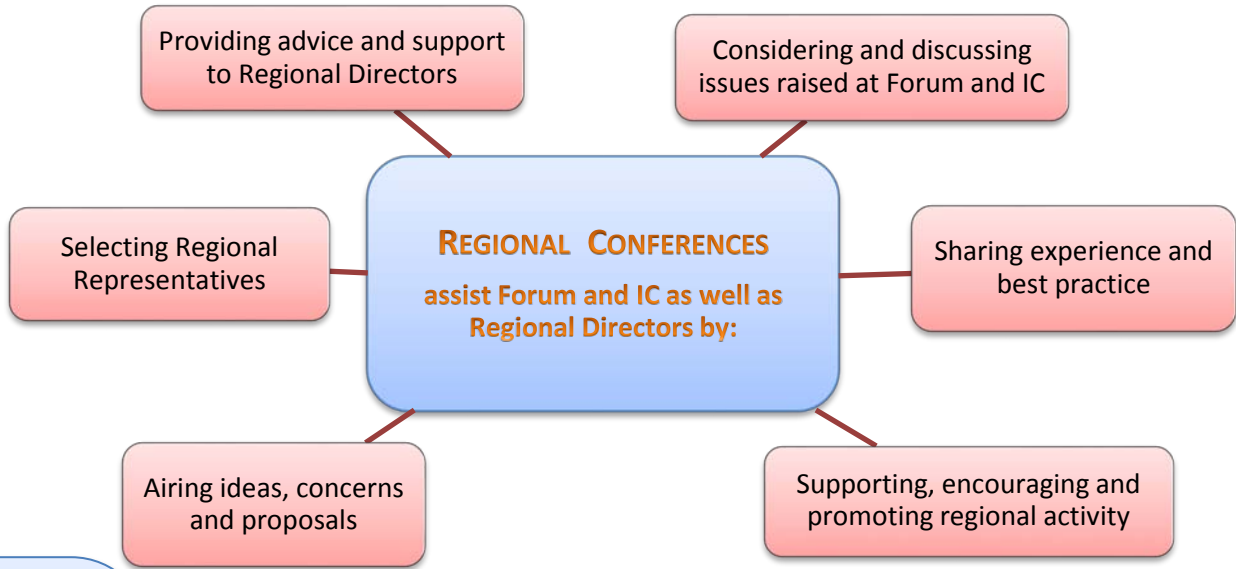 Providing advice and support
to Regional Directors
Considering and discussing
issues raised at Forum and IC
REGIONAL CONFERENCES
assist Forum and IC as well as
Regional Directors by:
Selecting Regional
Representatives
Sharing experience and
best practice
Airing ideas, concerns
and proposals
Supporting, encouraging and
promoting regional activity